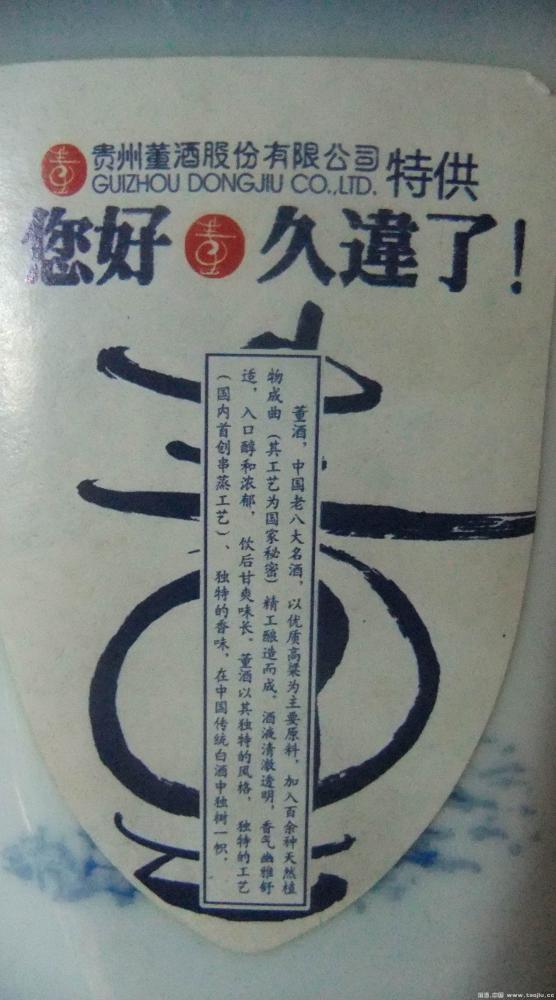 贵州董酒股份有限公司 特供
GUIZHOU DONGJIU CO.,LTD.
您好 董 久違了！
董酒，中国老八大名酒，以优质高粱为主要原料，加入百余种天然植
物成曲（其工艺为国家秘密）精工酿造而成。酒液清澈透明，香气幽雅舒
适，入口醇和浓郁，饮后甘爽味长。董酒以其独特的风格，独特的工艺
（国内首创串蒸工艺）、独特的香味，在中国传统白酒中独树一帜。